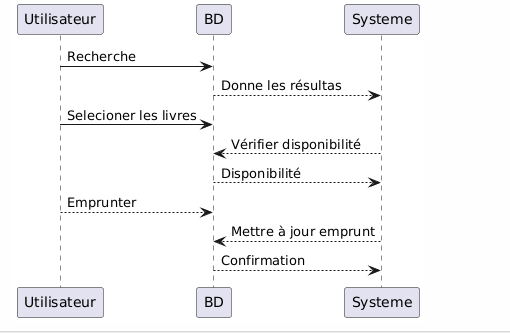 Utilisateur BD Systeme
Recherche
Donne les résultas
Selecioner les livres
Vérifier disponibilité
Disponibilité
Emprunter
Mettre à jour emprunt
Confirmation
Utilisateur BD Systeme